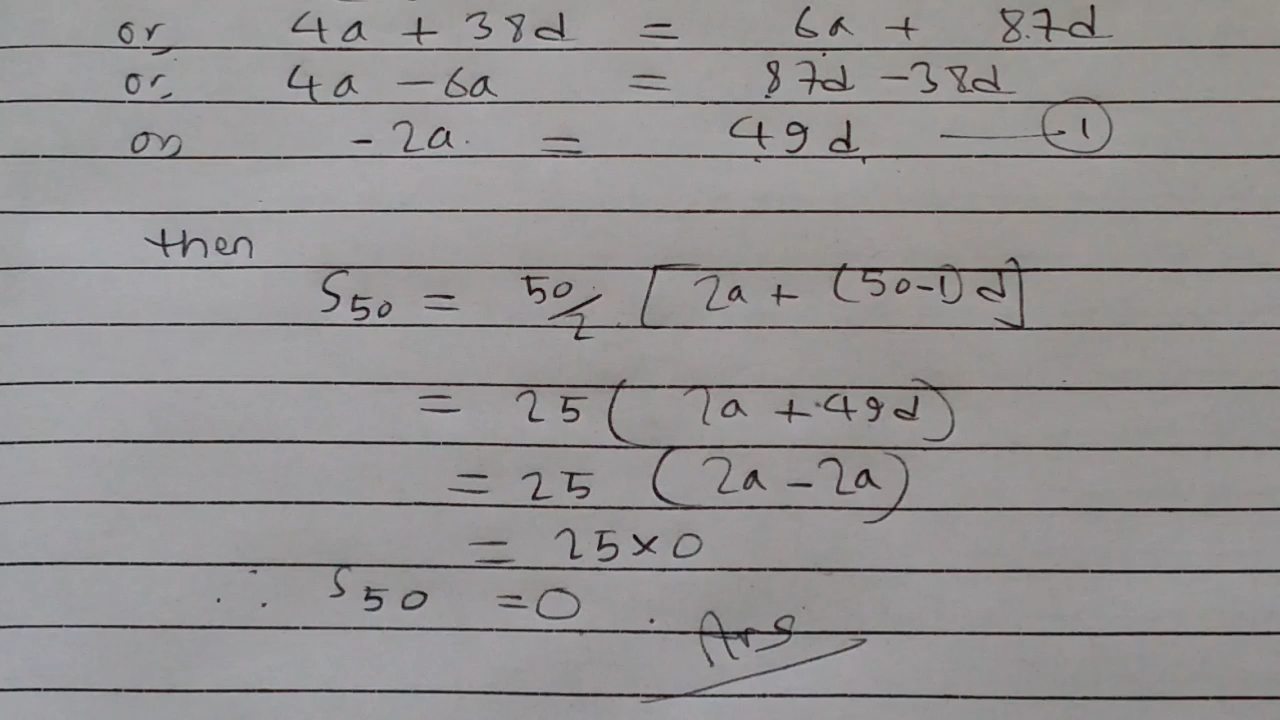 or, 4a + 38d = 6a + 87d
or, 4a - 6a = 87d - 38d
or, -2a = 49d — ①
then
S₅₀ = 50/2 [2a + (50-1)d]
= 25 (2a + 49d)
= 25 (2a - 2a)
= 25 × 0
∴ S₅₀ = 0. Ans